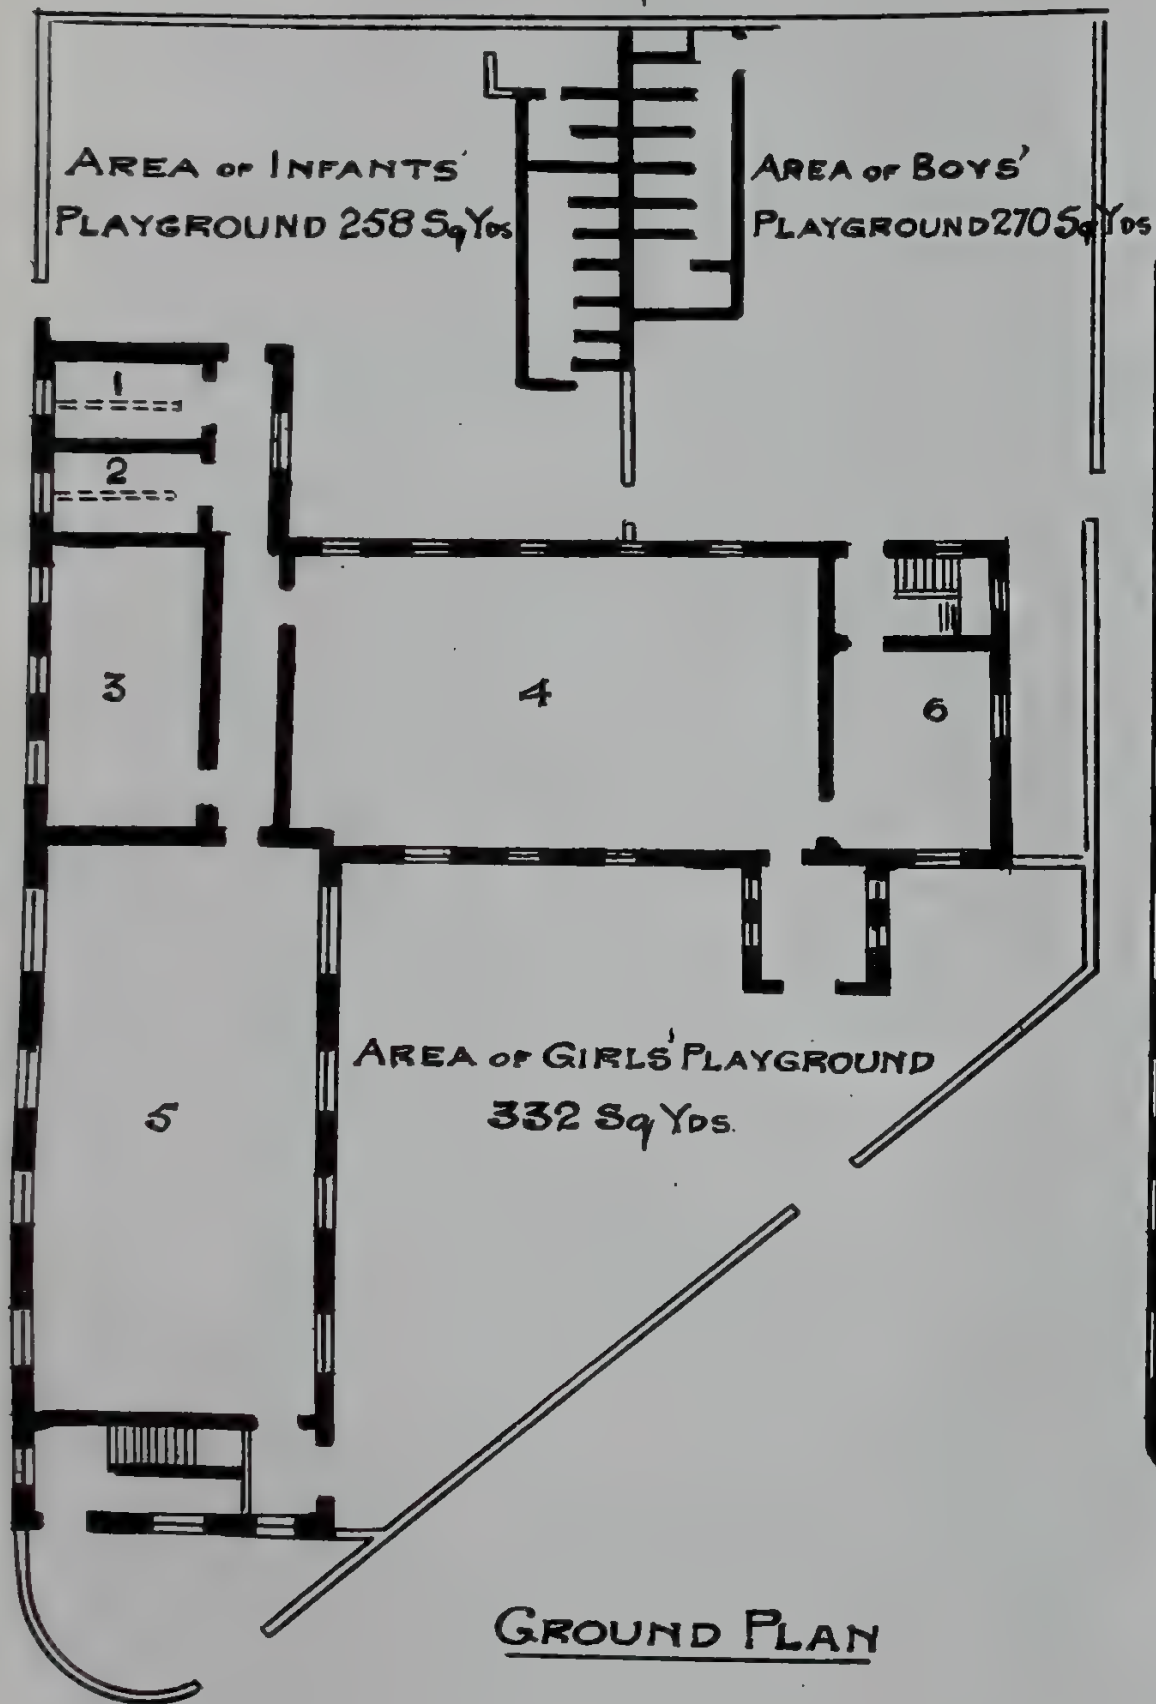 AREA OF INFANTS'
PLAYGROUND 258 Sq YDS
AREA OF BOYS'
PLAYGROUND 270 Sq YDS
1
2
3
4
6
AREA OF GIRLS' PLAYGROUND
332 Sq YDS.
5
GROUND PLAN